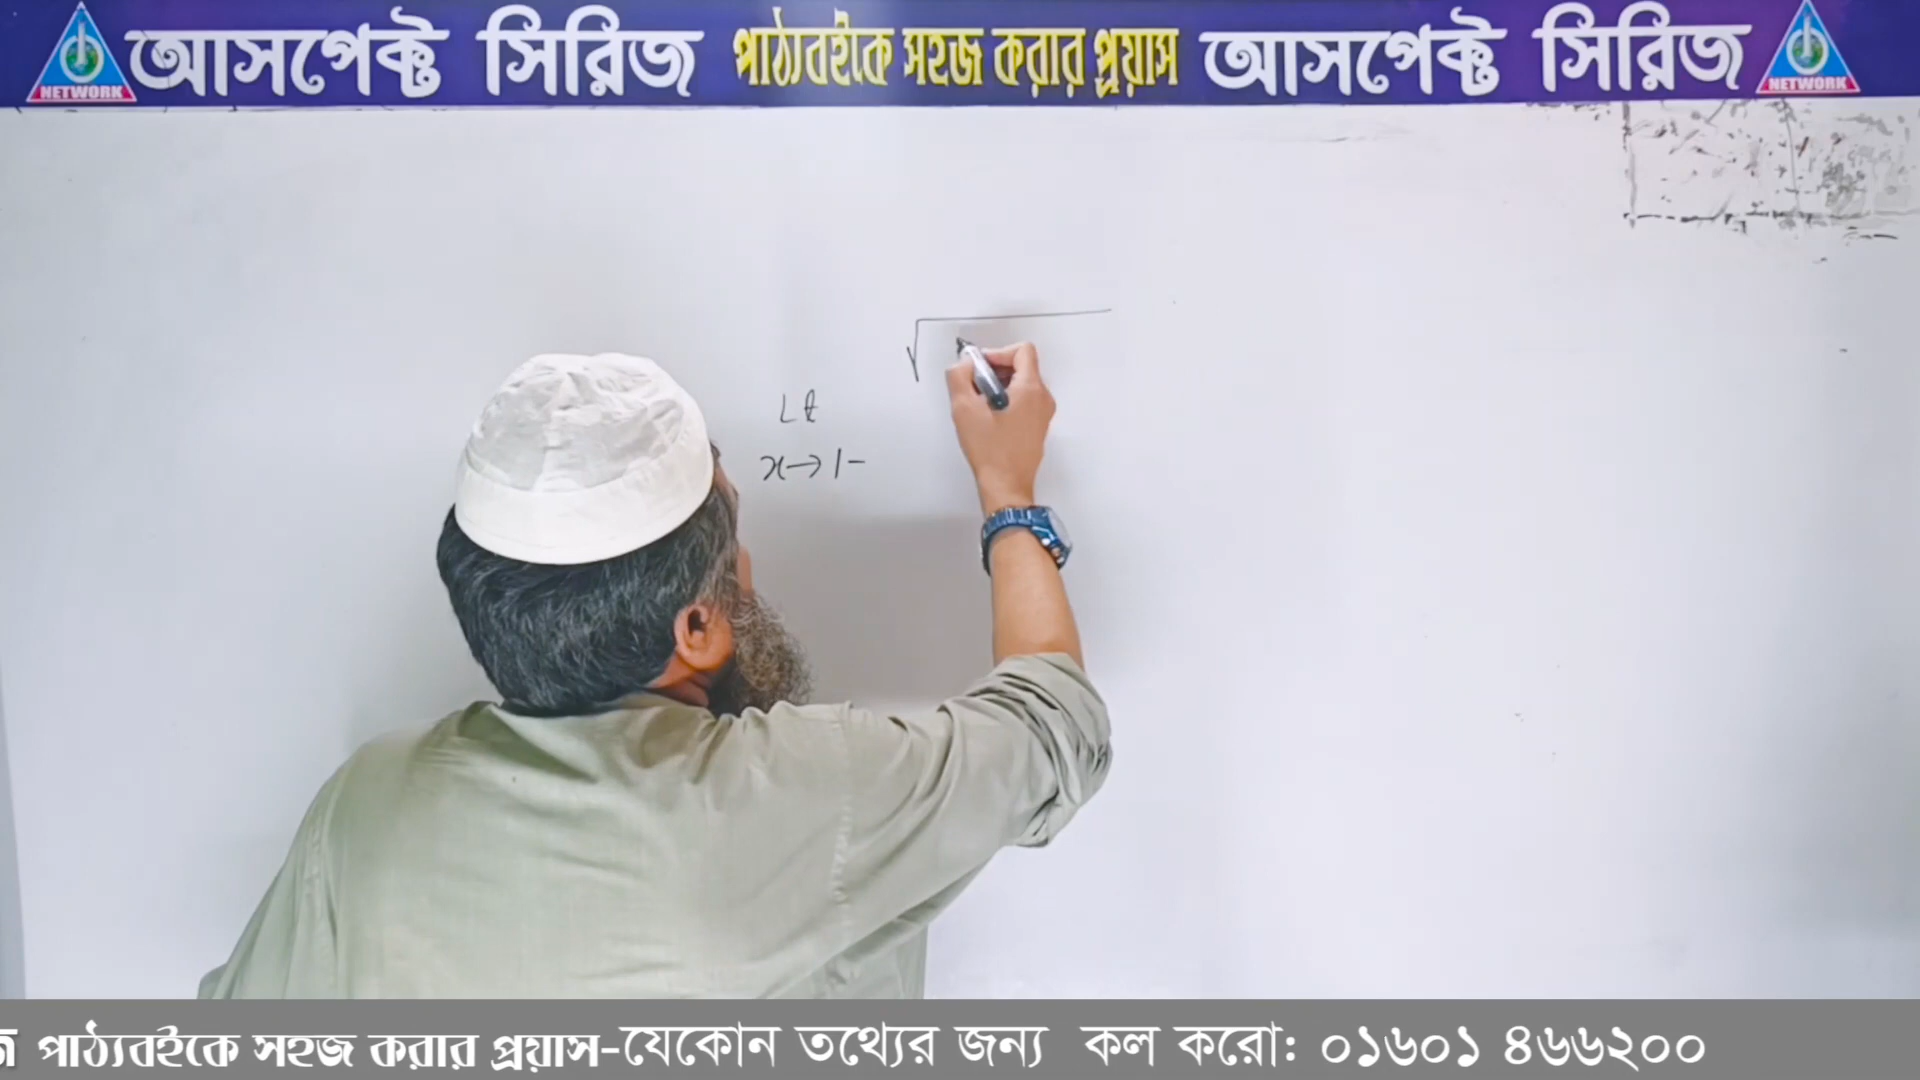 আসপেক্ট সিরিজ পাঠ্যবইকে সহজ করার প্রয়াস আসপেক্ট সিরিজ
NETWORK NETWORK
√
Lt
x→1-
পাঠ্যবইকে সহজ করার প্রয়াস-যেকোন তথ্যের জন্য কল করো: ০১৬০১ ৪৬৬২০০